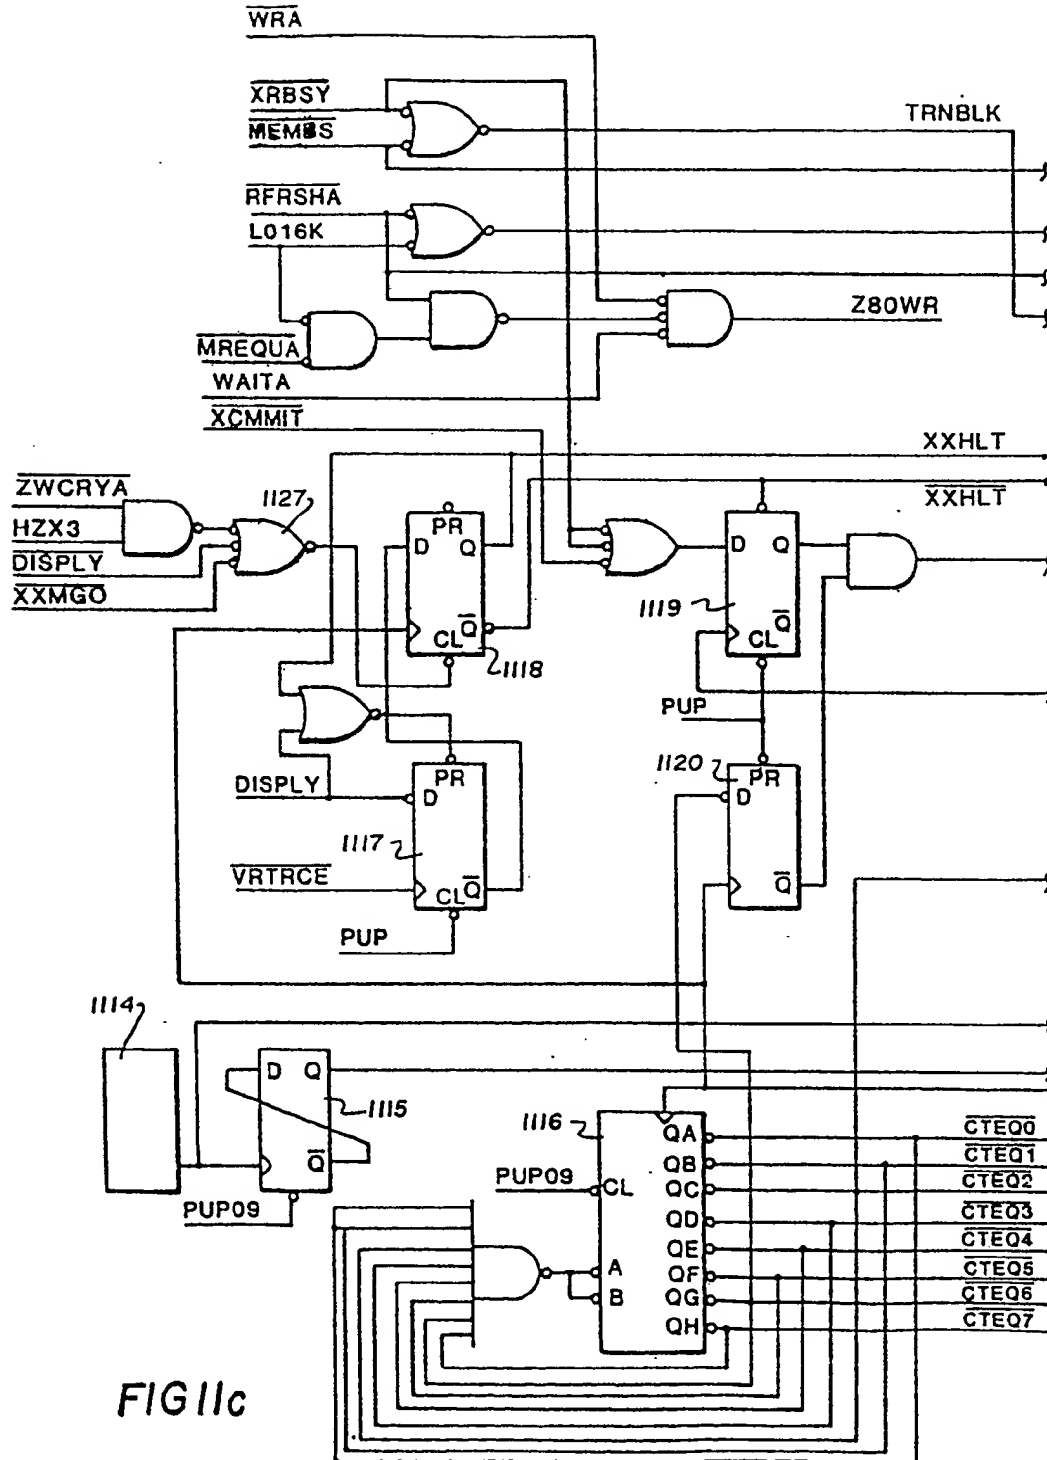 WRA
XRBSY
MEMBS
TRNBLK
RFRSHA
L016K
Z80WR
MREQUA
WAITA
XCMMIT
XXHLT
ZWCRYA
1127
XXHLT
HZX3
PR
D Q
D Q
DISPLY
XXMGO
1119
Q
CL Q
CL
1118
PUP
1120
PR
PR
DISPLY
D
D
1117
VRTRCE
CL Q
Q
PUP
1114
D Q
1115
1116
QA
CTEQ0
QB
CTEQ1
Q
PUP09
CL
QC
CTEQ2
PUP09
QD
CTEQ3
QE
CTEQ4
A
QF
CTEQ5
B
QG
CTEQ6
QH
CTEQ7
FIG11c